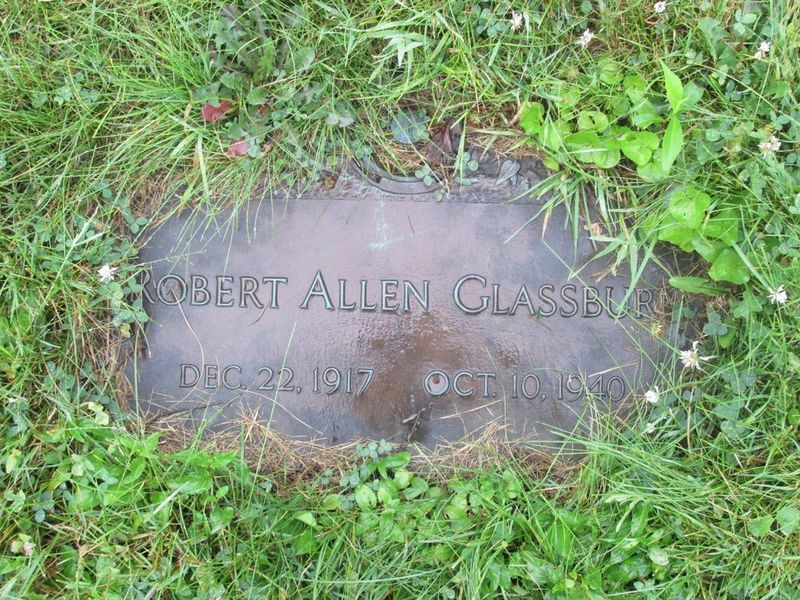 ROBERT ALLEN GLASSBUR
DEC. 22, 1917 OCT. 10, 1940